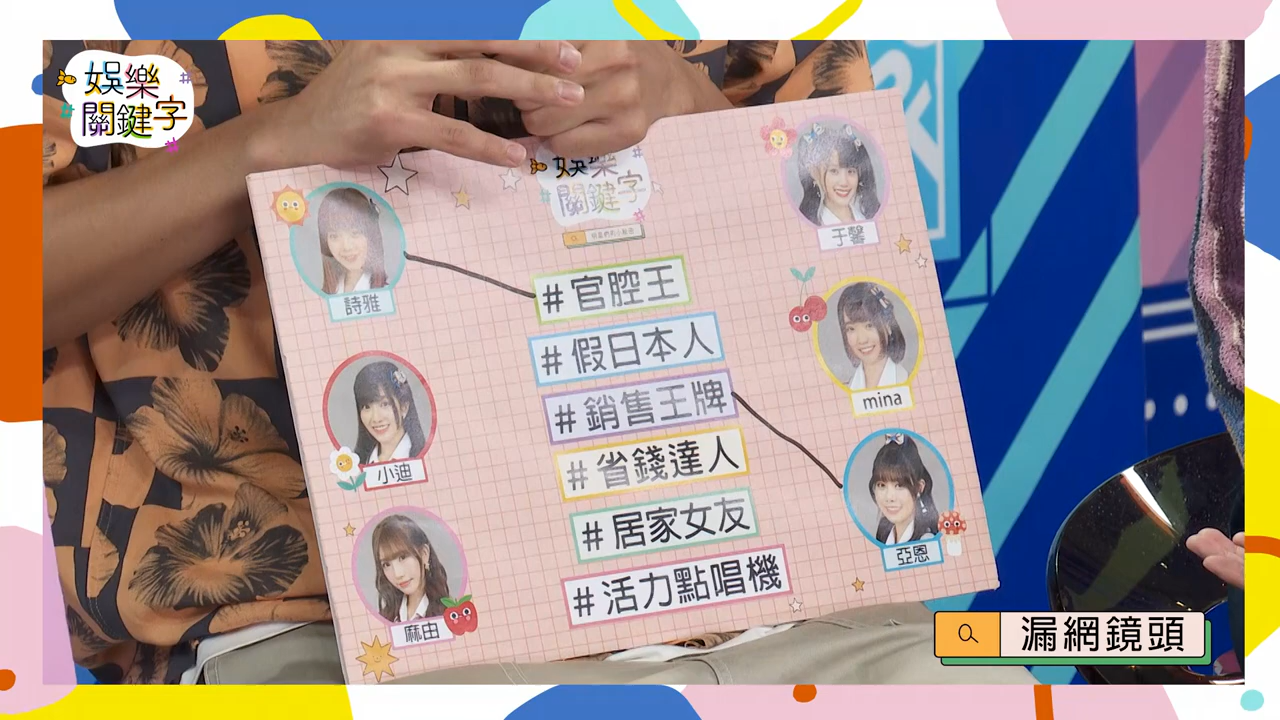 娛樂
關鍵字
娛樂
關鍵字
詩雅
小迪
麻由
#官腔王
#假日本人
#銷售王牌
#省錢達人
#居家女友
#活力點唱機
于馨
mina
亞恩
漏網鏡頭